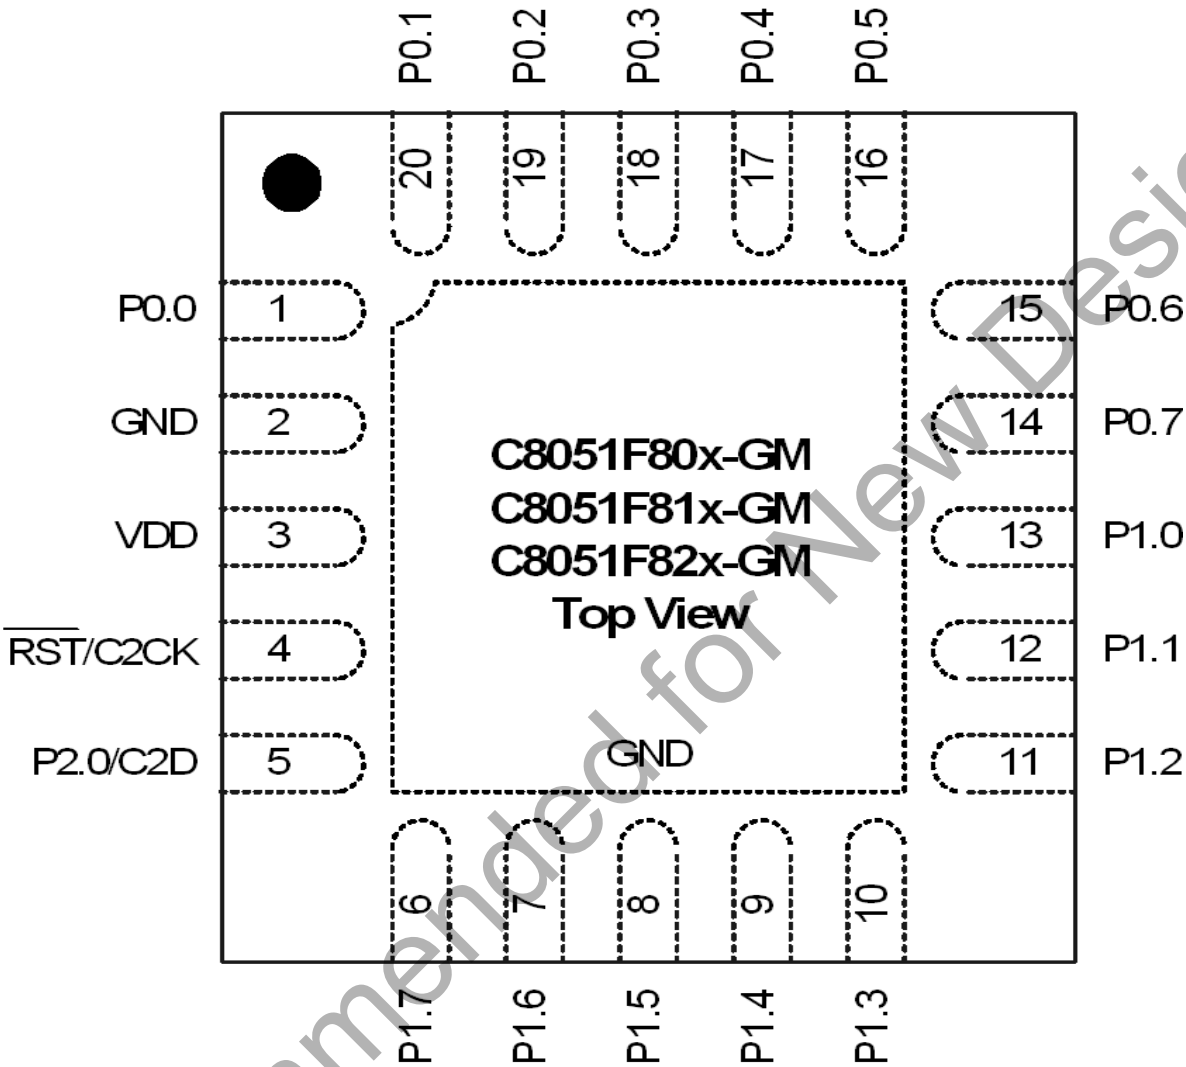 P0.1
P0.2
P0.3
P0.4
P0.5
20
19
18
17
16
P0.0
1
15
P0.6
GND
2
14
P0.7
VDD
3
13
P1.0
RST/C2CK
4
12
P1.1
P2.0/C2D
5
11
P1.2
C8051F80x-GM
C8051F81x-GM
C8051F82x-GM
Top View
GND
6
7
8
9
10
P1.7
P1.6
P1.5
P1.4
P1.3
for New